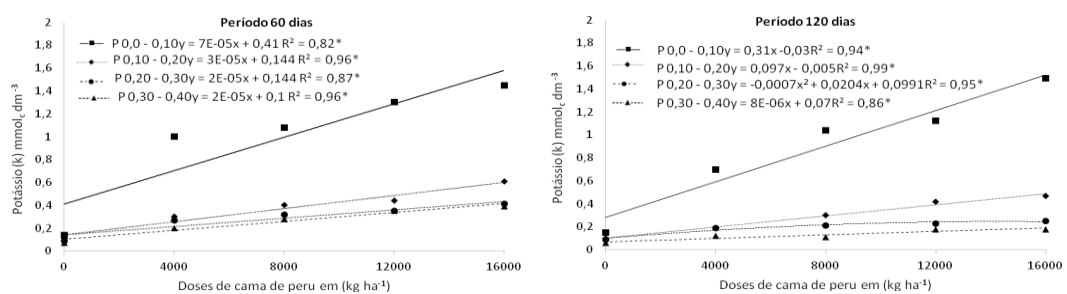 Período 60 dias
P 0,0 - 0,10y = 7E-05x + 0,41 R² = 0,82*
P 0,10 - 0,20y = 3E-05x + 0,144 R² = 0,96*
P 0,20 - 0,30y = 2E-05x + 0,144 R² = 0,87*
P 0,30 - 0,40y = 2E-05x + 0,1 R² = 0,96*
Potássio (k) mmolc dm⁻³
2
1,8
1,6
1,4
1,2
1
0,8
0,6
0,4
0,2
0
0 4000 8000 12000 16000
Doses de cama de peru em (kg ha⁻¹)
Período 120 dias
P 0,0 - 0,10y = 0,31x -0,03R² = 0,94*
P 0,10 - 0,20y = 0,097x - 0,005R² = 0,99*
P 0,20 - 0,30y = -0,0007x² + 0,0204x + 0,0991R² = 0,95*
P 0,30 - 0,40y = 8E-06x + 0,07R² = 0,86*
Potássio (k) mmolc dm⁻³
2
1,8
1,6
1,4
1,2
1
0,8
0,6
0,4
0,2
0
0 4000 8000 12000 16000
Doses de cama de peru em (kg ha⁻¹)